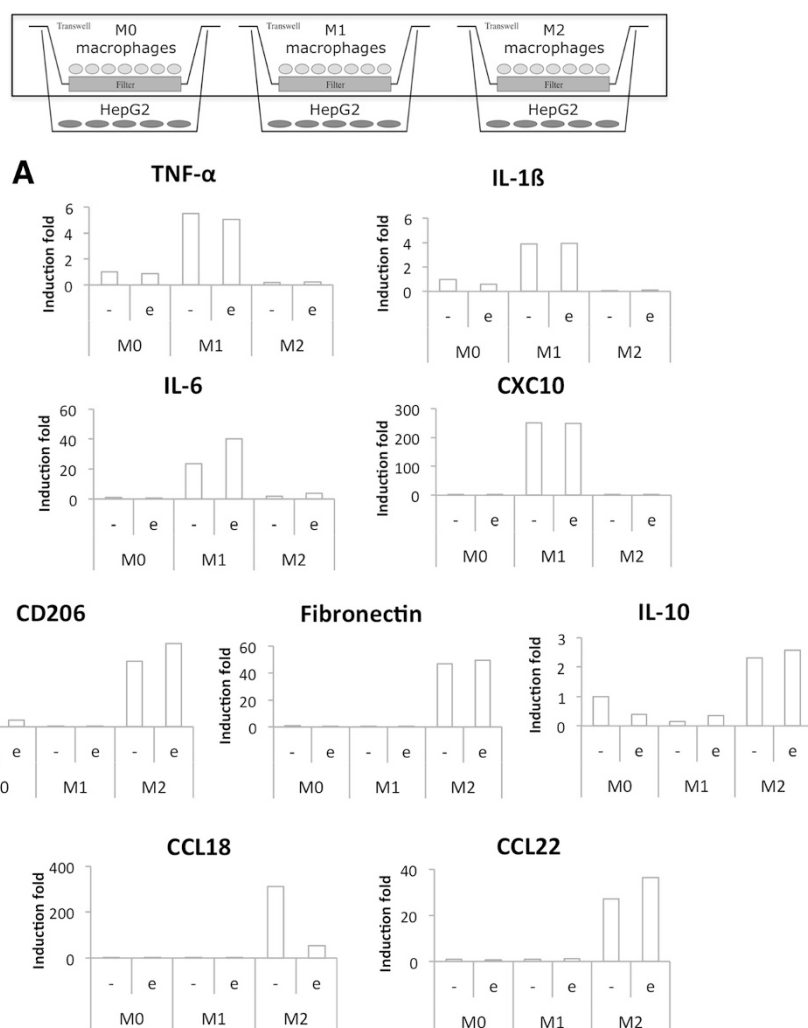 Transwell M0 macrophages Transwell M1 macrophages Transwell M2 macrophages
Filter Filter Filter
HepG2 HepG2 HepG2
A
TNF-α
Induction fold
6
4
2
0
- e - e - e
M0 M1 M2
IL-1ß
Induction fold
6
4
2
0
- e - e - e
M0 M1 M2
IL-6
Induction fold
60
40
20
0
- e - e - e
M0 M1 M2
CXC10
Induction fold
300
200
100
0
- e - e - e
M0 M1 M2
CD206
e - e - e
0 M1 M2
Fibronectin
Induction fold
60
40
20
0
- e - e - e
M0 M1 M2
IL-10
Induction fold
3
2
1
0
- e - e - e
M0 M1 M2
CCL18
Induction fold
400
200
0
- e - e - e
M0 M1 M2
CCL22
Induction fold
40
20
0
- e - e - e
M0 M1 M2